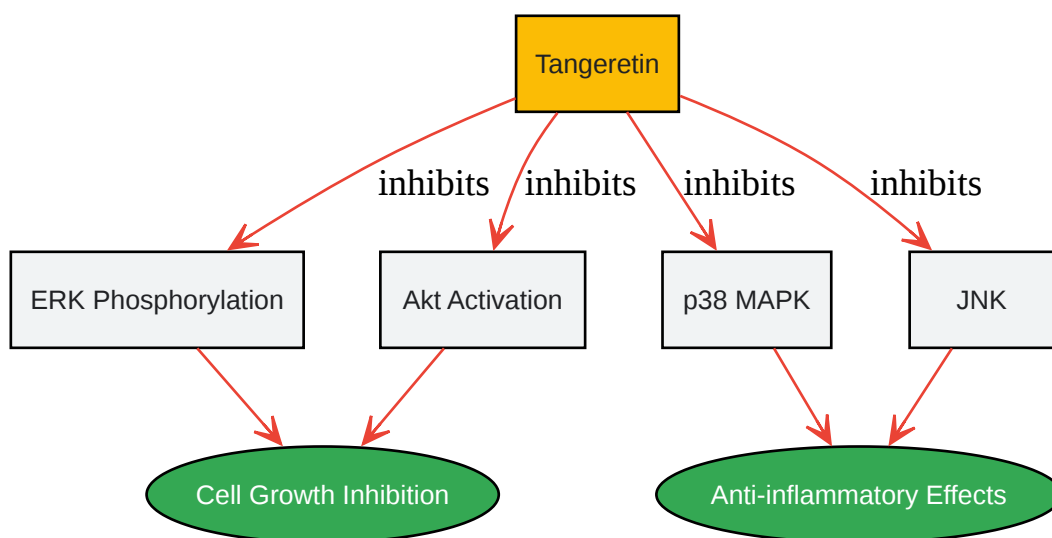 Tangeretin
inhibits inhibits inhibits inhibits
ERK Phosphorylation
Akt Activation
p38 MAPK
JNK
Cell Growth Inhibition
Anti-inflammatory Effects